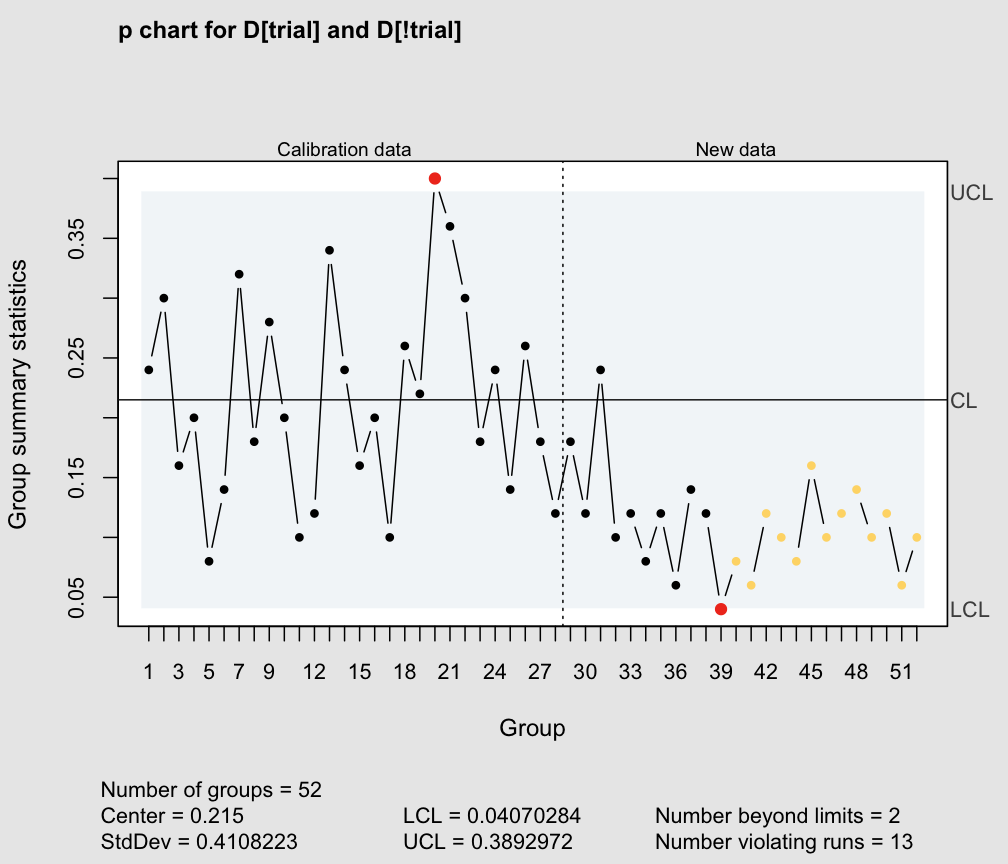 p chart for D[trial] and D[!trial]
Calibration data New data
UCL
CL
LCL
Group summary statistics
0.35
0.25
0.15
0.05
1 3 5 7 9 12 15 18 21 24 27 30 33 36 39 42 45 48 51
Group
Number of groups = 52
Center = 0.215 LCL = 0.04070284 Number beyond limits = 2
StdDev = 0.4108223 UCL = 0.3892972 Number violating runs = 13